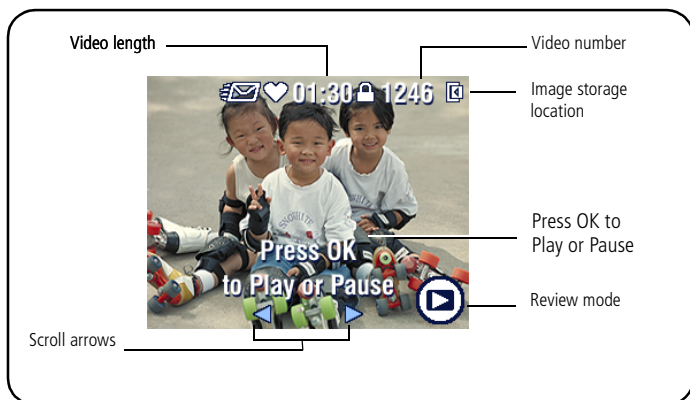 Video length
Video number
01:30 1246
Image storage
location
SNOWHITE
Press OK to
Play or Pause
Press OK
to Play or Pause
Review mode
Scroll arrows